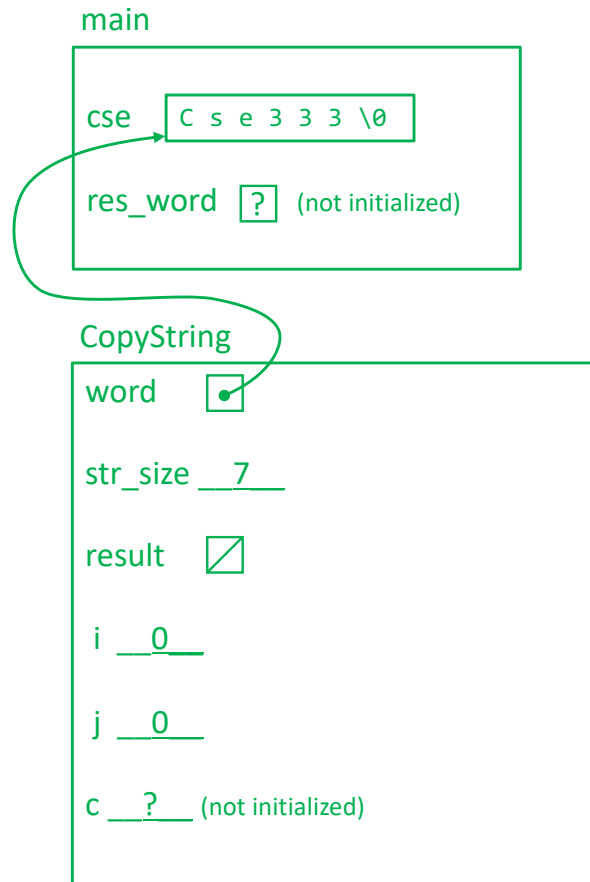 main
cse C s e 3 3 3 \0
res_word ? (not initialized)
CopyString
word
str_size __7__
result
i __0__
j __0__
c __?__ (not initialized)